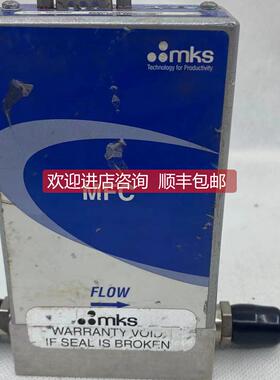 mks
Technology for Productivity
欢迎进店咨询 顺丰包邮
MFC
FLOW
mks
WARRANTY VOID
IF SEAL IS BROKEN